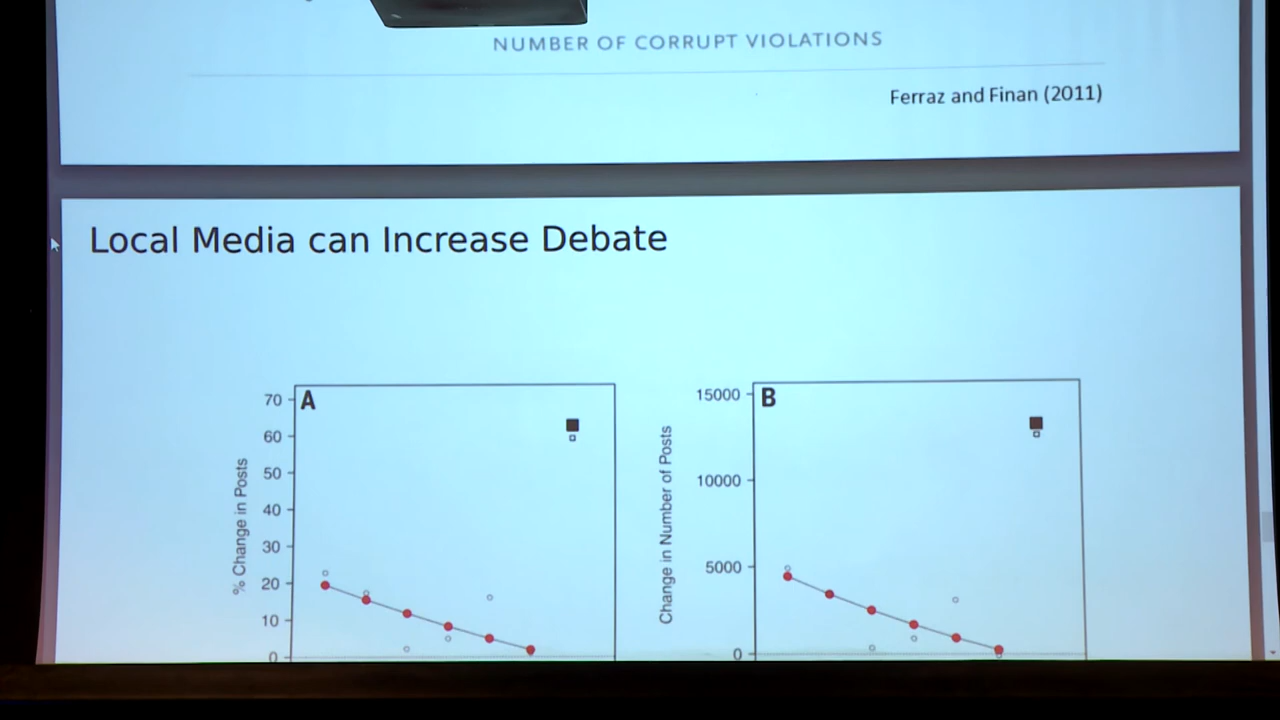 NUMBER OF CORRUPT VIOLATIONS
Ferraz and Finan (2011)
Local Media can Increase Debate
A
% Change in Posts
70
60
50
40
30
20
10
0
B
Change in Number of Posts
15000
10000
5000
0